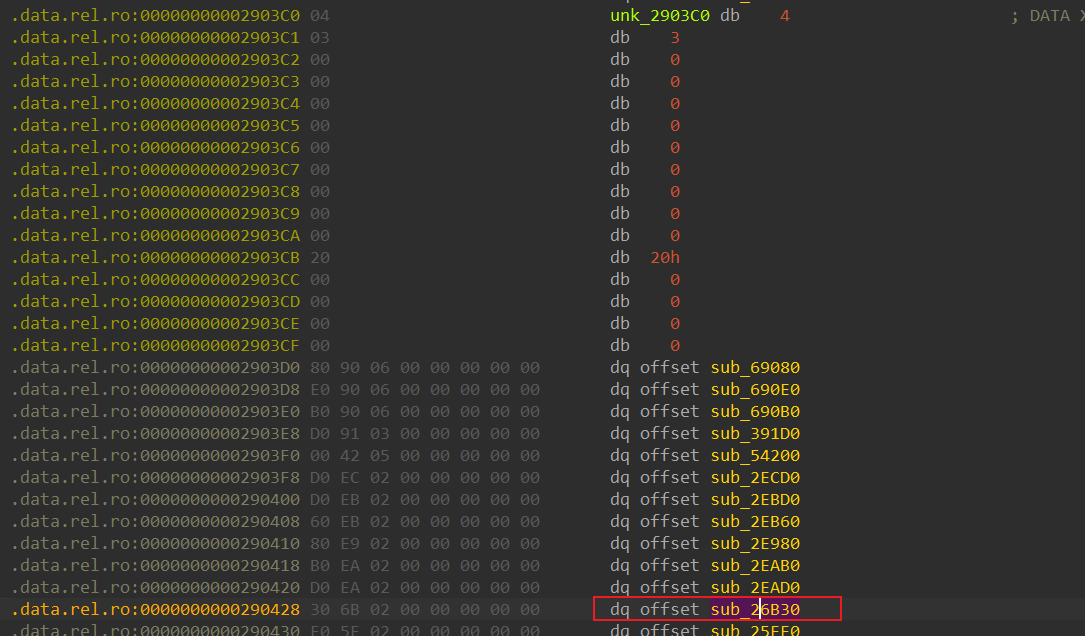 .data.rel.ro:00000000002903C0 04 unk_2903C0 db 4 ; DATA X
.data.rel.ro:00000000002903C1 03 db 3
.data.rel.ro:00000000002903C2 00 db 0
.data.rel.ro:00000000002903C3 00 db 0
.data.rel.ro:00000000002903C4 00 db 0
.data.rel.ro:00000000002903C5 00 db 0
.data.rel.ro:00000000002903C6 00 db 0
.data.rel.ro:00000000002903C7 00 db 0
.data.rel.ro:00000000002903C8 00 db 0
.data.rel.ro:00000000002903C9 00 db 0
.data.rel.ro:00000000002903CA 00 db 0
.data.rel.ro:00000000002903CB 20 db 20h
.data.rel.ro:00000000002903CC 00 db 0
.data.rel.ro:00000000002903CD 00 db 0
.data.rel.ro:00000000002903CE 00 db 0
.data.rel.ro:00000000002903CF 00 db 0
.data.rel.ro:00000000002903D0 80 90 06 00 00 00 00 00 dq offset sub_69080
.data.rel.ro:00000000002903D8 E0 90 06 00 00 00 00 00 dq offset sub_690E0
.data.rel.ro:00000000002903E0 B0 90 06 00 00 00 00 00 dq offset sub_690B0
.data.rel.ro:00000000002903E8 D0 91 03 00 00 00 00 00 dq offset sub_391D0
.data.rel.ro:00000000002903F0 00 42 05 00 00 00 00 00 dq offset sub_54200
.data.rel.ro:00000000002903F8 D0 EC 02 00 00 00 00 00 dq offset sub_2ECD0
.data.rel.ro:0000000000290400 D0 EB 02 00 00 00 00 00 dq offset sub_2EBD0
.data.rel.ro:0000000000290408 60 EB 02 00 00 00 00 00 dq offset sub_2EB60
.data.rel.ro:0000000000290410 80 E9 02 00 00 00 00 00 dq offset sub_2E980
.data.rel.ro:0000000000290418 B0 EA 02 00 00 00 00 00 dq offset sub_2EAB0
.data.rel.ro:0000000000290420 D0 EA 02 00 00 00 00 00 dq offset sub_2EAD0
.data.rel.ro:0000000000290428 30 6B 02 00 00 00 00 00 dq offset sub_26B30
.data.rel.ro:0000000000290430 02 00 00 00 00 00 dq offset